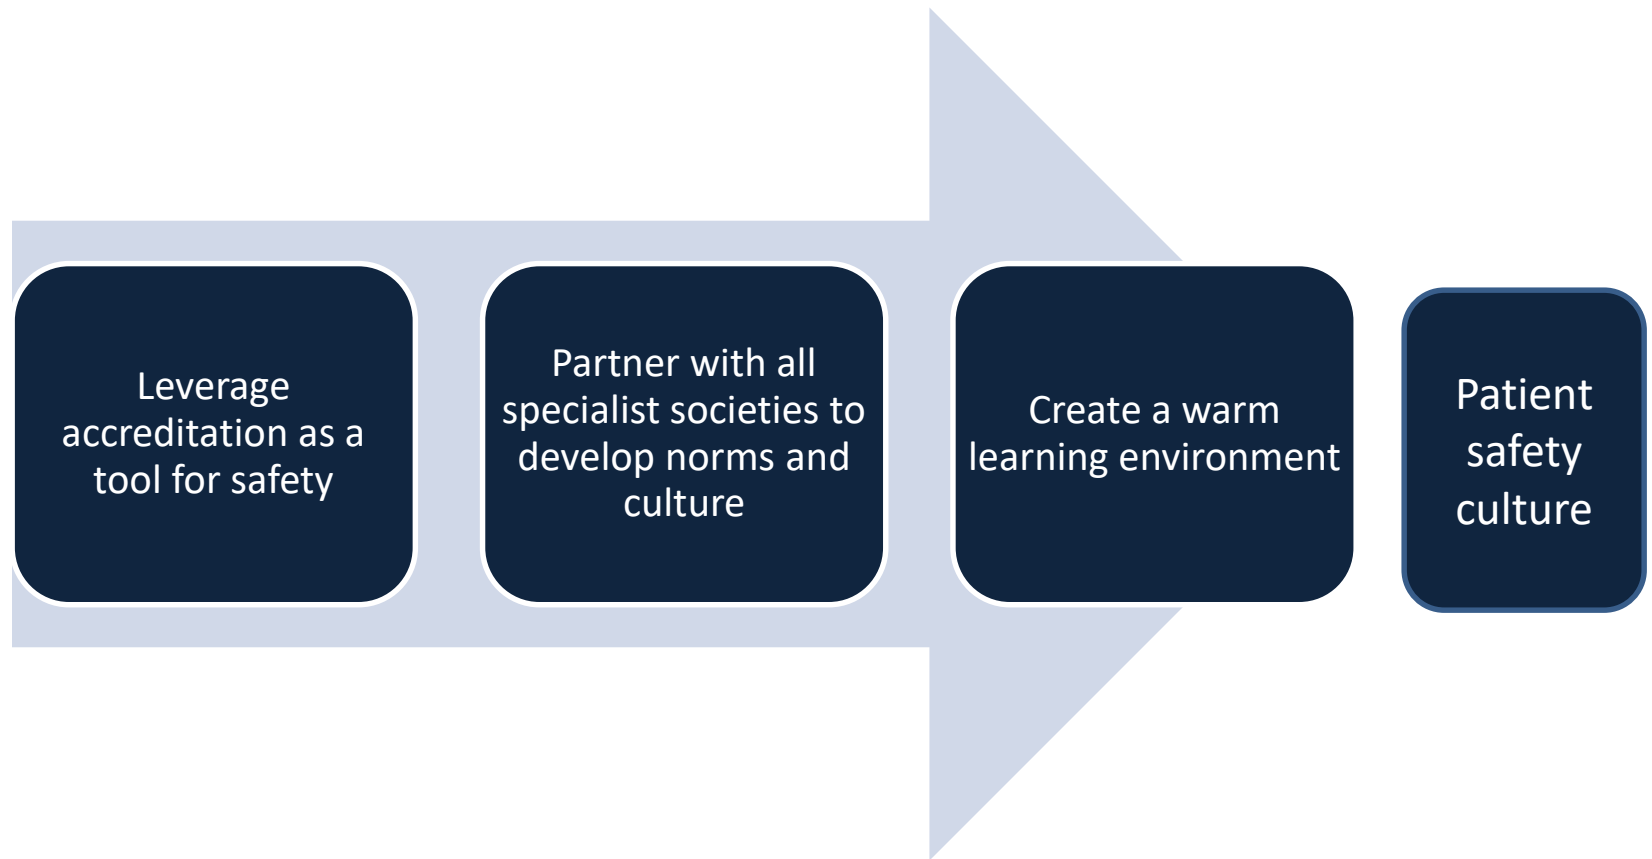 Leverage
accreditation as a
tool for safety
Partner with all
specialist societies to
develop norms and
culture
Create a warm
learning environment
Patient
safety
culture